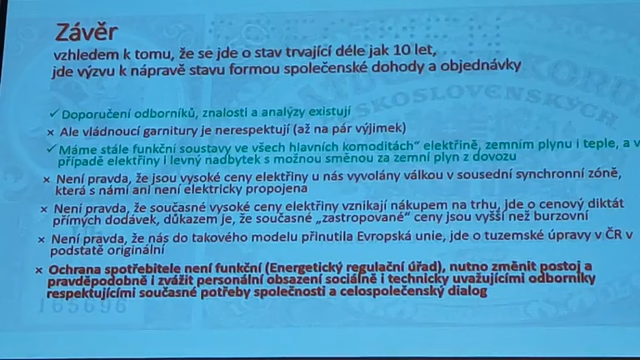 Závěr
vzhledem k tomu, že se jde o stav trvající déle jak 10 let,
jde výzvu k nápravě stavu formou společenské dohody a objednávky
✓ Doporučení odborníků, znalosti a analýzy existují
× Ale vládnoucí garnitury je nerespektují (až na pár výjimek)
✓ Máme stále funkční soustavy ve všech hlavních komoditách“ elektřině, zemním plynu i teple, a v
případě elektřiny i levný nadbytek s možnou směnou za zemní plyn z dovozu
× Není pravda, že jsou vysoké ceny elektřiny u nás vyvolány válkou v sousední synchronní zóně,
která s námi ani není elektricky propojena
× Není pravda, že současné vysoké ceny elektřiny vznikají nákupem na trhu, jde o cenový diktát
přímých dodávek, důkazem je, že současné „zastropované“ ceny jsou vyšší než burzovní
× Není pravda, že nás do takového modelu přinutila Evropská unie, jde o tuzemské úpravy v ČR v
podstatě originální
× Ochrana spotřebitele není funkční (Energetický regulační úřad), nutno změnit postoj a
pravděpodobně i zvážit personální obsazení sociálně i technicky uvažujícími odborníky
respektujícími současné potřeby společnosti a celospolečenský dialog